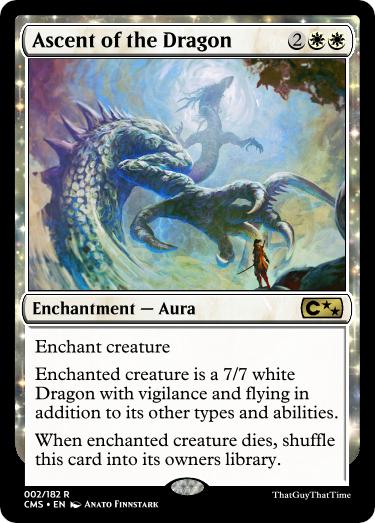 Ascent of the Dragon 2
Enchantment — Aura C
Enchant creature
Enchanted creature is a 7/7 white
Dragon with vigilance and flying in
addition to its other types and abilities.
When enchanted creature dies, shuffle
this card into its owners library.
002/182 R
CMS • EN Anato Finnstark
ThatGuyThatTime